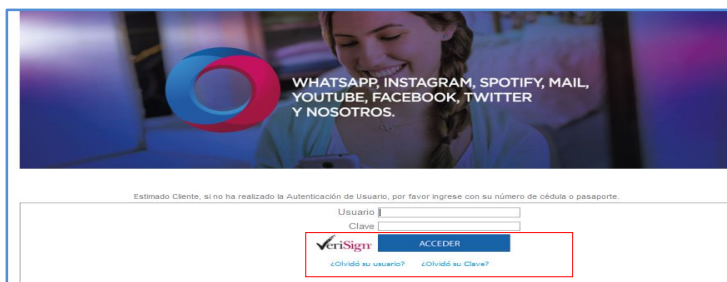 WHATSAPP, INSTAGRAM, SPOTIFY, MAIL,
YOUTUBE, FACEBOOK, TWITTER
Y NOSOTROS.
Estimado Cliente, si no ha realizado la Autenticación de Usuario, por favor ingrese con su número de cédula o pasaporte.
Usuario
Clave
VeriSign ACCEDER
¿Olvidó su usuario? ¿Olvidó su Clave?